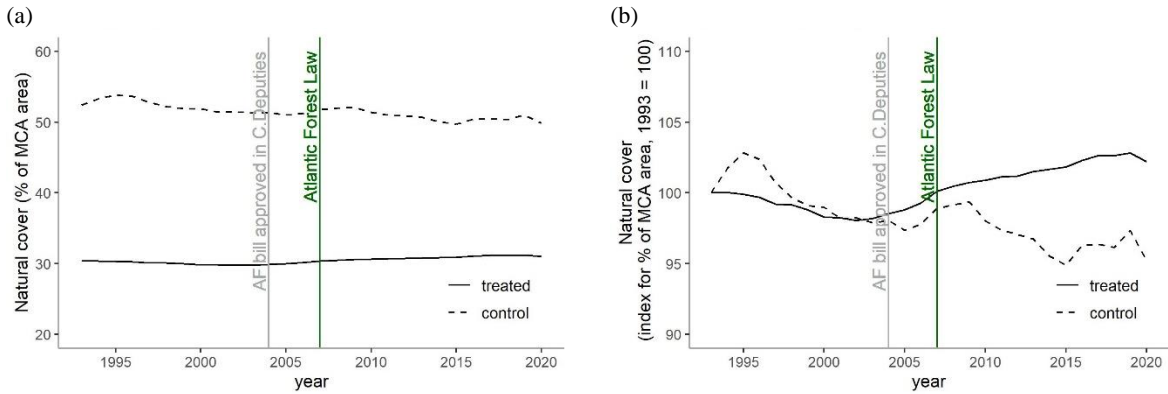 (a)
60
50
40
30
20
Natural cover (% of MCA area)
AF bill approved in C.Deputies
Atlantic Forest Law
treated
control
1995
2000
2005
2010
2015
2020
year
(b)
110
105
100
95
90
Natural cover
(index for % of MCA area, 1993 = 100)
AF bill approved in C.Deputies
Atlantic Forest Law
treated
control
1995
2000
2005
2010
2015
2020
year